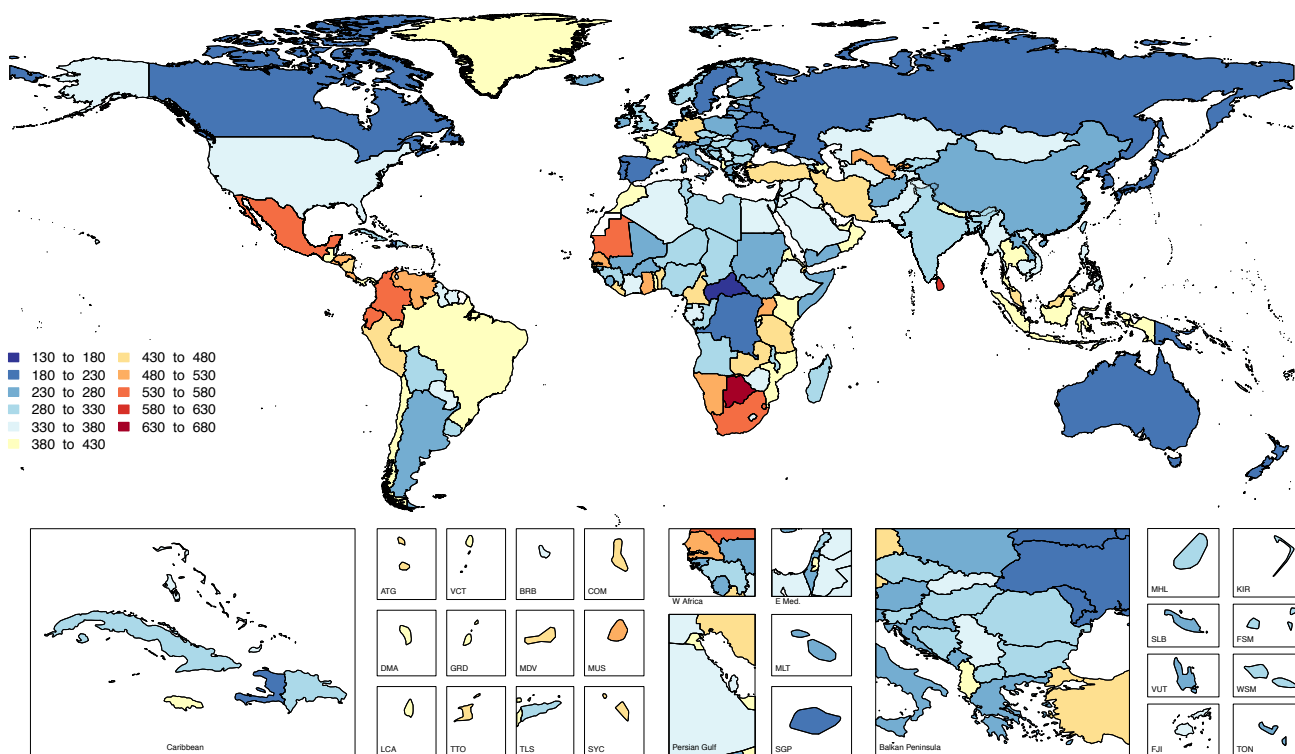 130 to 180
180 to 230
230 to 280
280 to 330
330 to 380
380 to 430
430 to 480
480 to 530
530 to 580
580 to 630
630 to 680
Caribbean
ATG
VCT
BRB
COM
DMA
GRD
MDV
MUS
LCA
TTO
TLS
SYC
W Africa
E Med.
Persian Gulf
MLT
SGP
Balkan Peninsula
MHL
KIR
SLB
FSM
VUT
WSM
FJI
TON